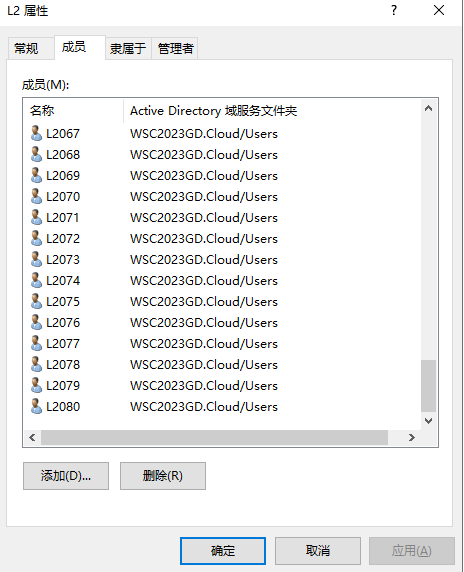 L2 属性
常规 成员 隶属于 管理者
成员(M):
名称 Active Directory 域服务文件夹
L2067 WSC2023GD.Cloud/Users
L2068 WSC2023GD.Cloud/Users
L2069 WSC2023GD.Cloud/Users
L2070 WSC2023GD.Cloud/Users
L2071 WSC2023GD.Cloud/Users
L2072 WSC2023GD.Cloud/Users
L2073 WSC2023GD.Cloud/Users
L2074 WSC2023GD.Cloud/Users
L2075 WSC2023GD.Cloud/Users
L2076 WSC2023GD.Cloud/Users
L2077 WSC2023GD.Cloud/Users
L2078 WSC2023GD.Cloud/Users
L2079 WSC2023GD.Cloud/Users
L2080 WSC2023GD.Cloud/Users
添加(D)... 删除(R)
确定 取消 应用(A)